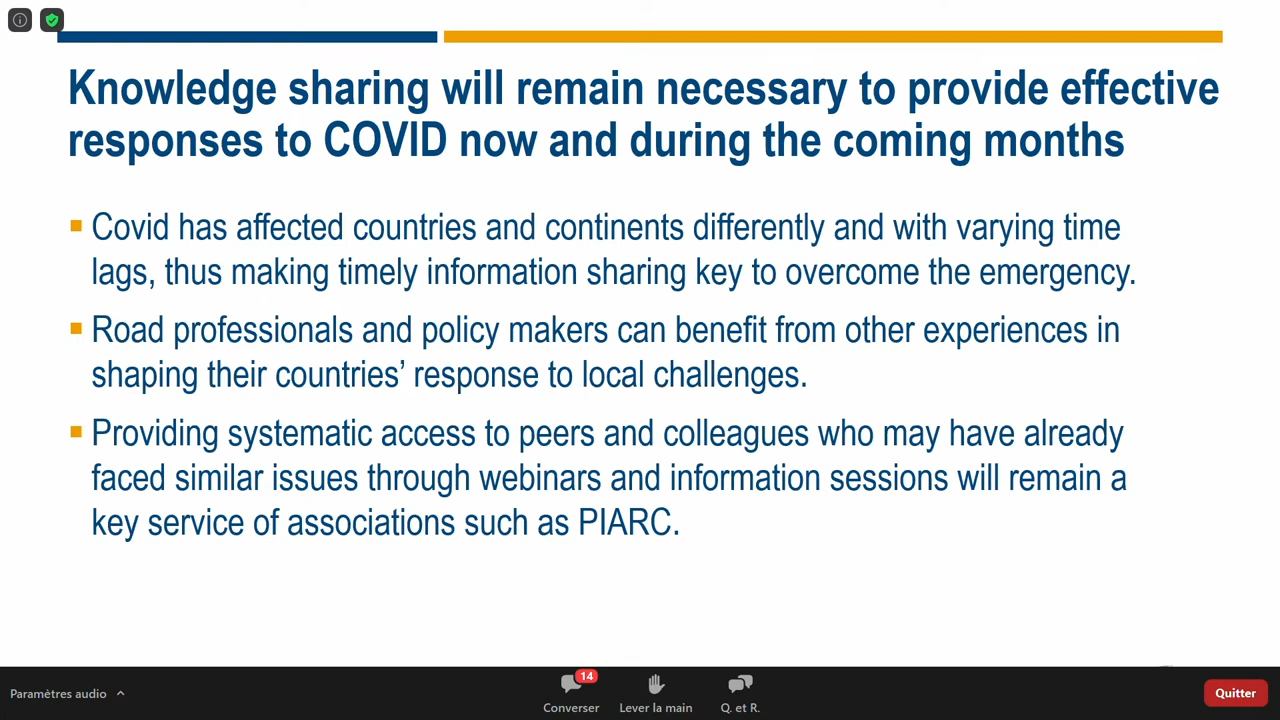 Knowledge sharing will remain necessary to provide effective
responses to COVID now and during the coming months
Covid has affected countries and continents differently and with varying time
lags, thus making timely information sharing key to overcome the emergency.
Road professionals and policy makers can benefit from other experiences in
shaping their countries’ response to local challenges.
Providing systematic access to peers and colleagues who may have already
faced similar issues through webinars and information sessions will remain a
key service of associations such as PIARC.
Paramètres audio
14
Converser
Lever la main
Q. et R.
Quitter